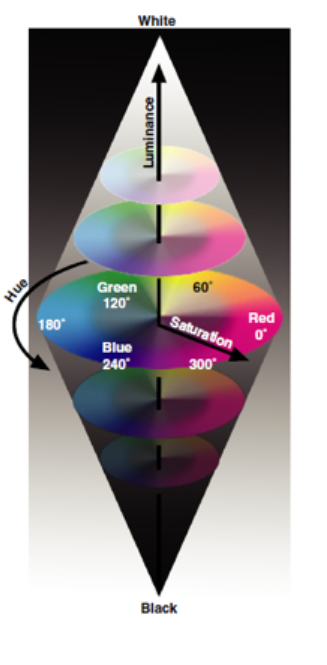 White
Luminance
Hue
Green
120°
60°
180°
Saturation
Red
0°
Blue
240°
300°
Black